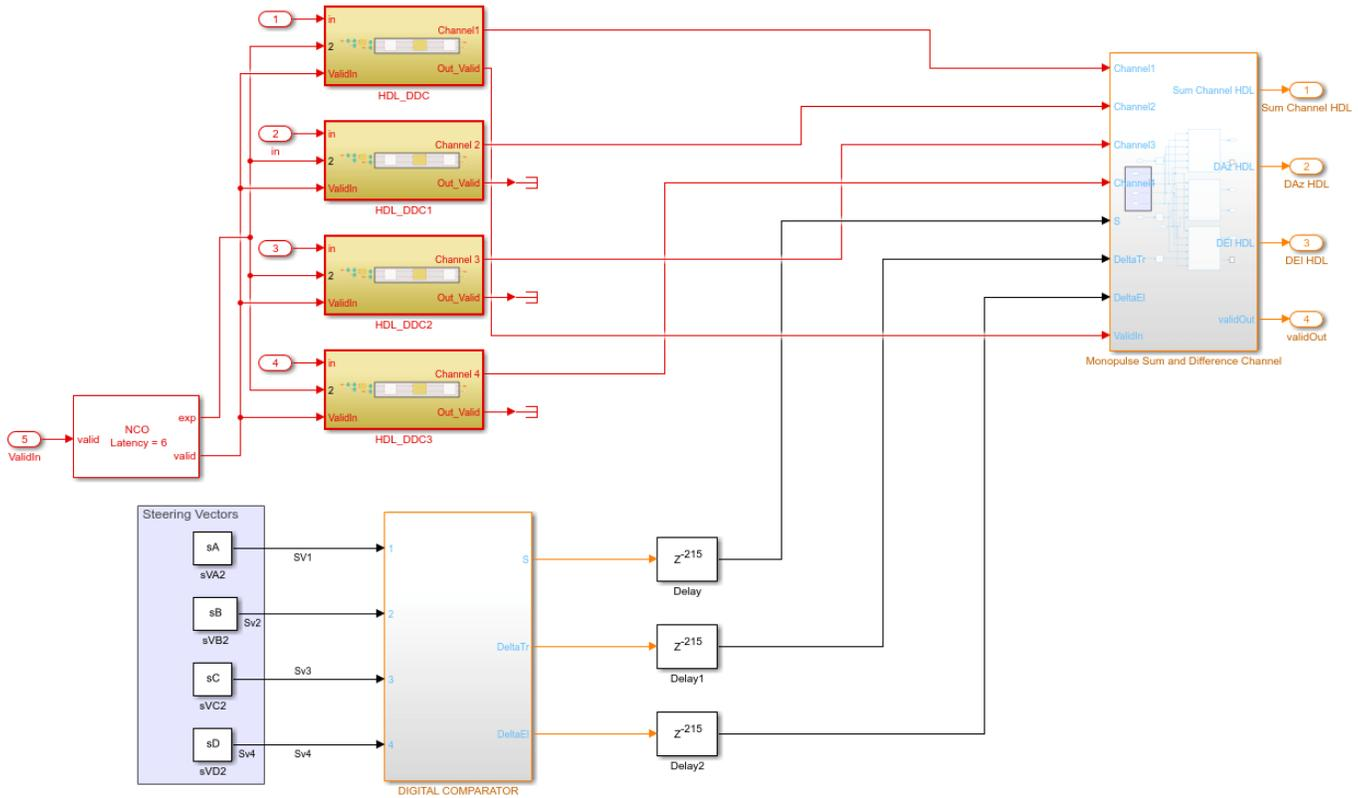 1
in
2
ValidIn
Channel1
Out_Valid
HDL_DDC
2
in
in
2
ValidIn
Channel 2
Out_Valid
HDL_DDC1
3
in
2
ValidIn
Channel 3
Out_Valid
HDL_DDC2
4
in
2
ValidIn
Channel 4
Out_Valid
HDL_DDC3
5
ValidIn
valid
NCO
Latency = 6
exp
valid
Channel1
Channel2
Channel3
Channel4
S
DeltaTr
DeltaEl
ValidIn
Sum Channel HDL
DAz HDL
DEl HDL
validOut
Monopulse Sum and Difference Channel
1
Sum Channel HDL
2
DAz HDL
3
DEl HDL
4
validOut
Steering Vectors
sA
sVA2
SV1
sB
sVB2
Sv2
sC
sVC2
Sv3
sD
sVD2
Sv4
Sv4
1
2
3
4
S
DeltaTr
DeltaEl
DIGITAL COMPARATOR
Z-215
Delay
Z-215
Delay1
Z-215
Delay2